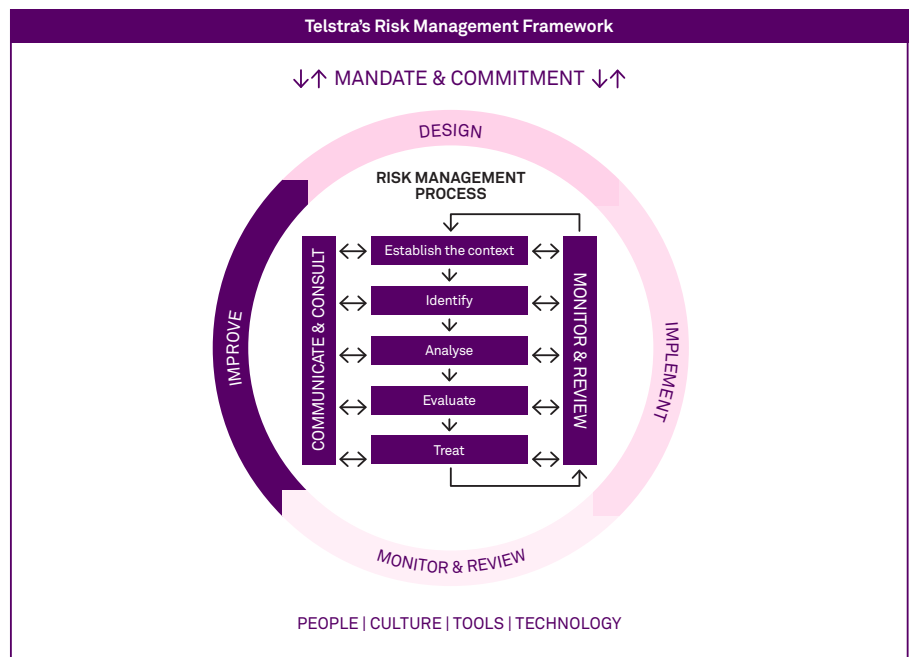 Telstra's Risk Management Framework
↓↑ MANDATE & COMMITMENT ↓↑
DESIGN
RISK MANAGEMENT
PROCESS
COMMUNICATE & CONSULT
Establish the context
Identify
Analyse
Evaluate
Treat
MONITOR & REVIEW
IMPROVE
IMPLEMENT
MONITOR & REVIEW
PEOPLE | CULTURE | TOOLS | TECHNOLOGY